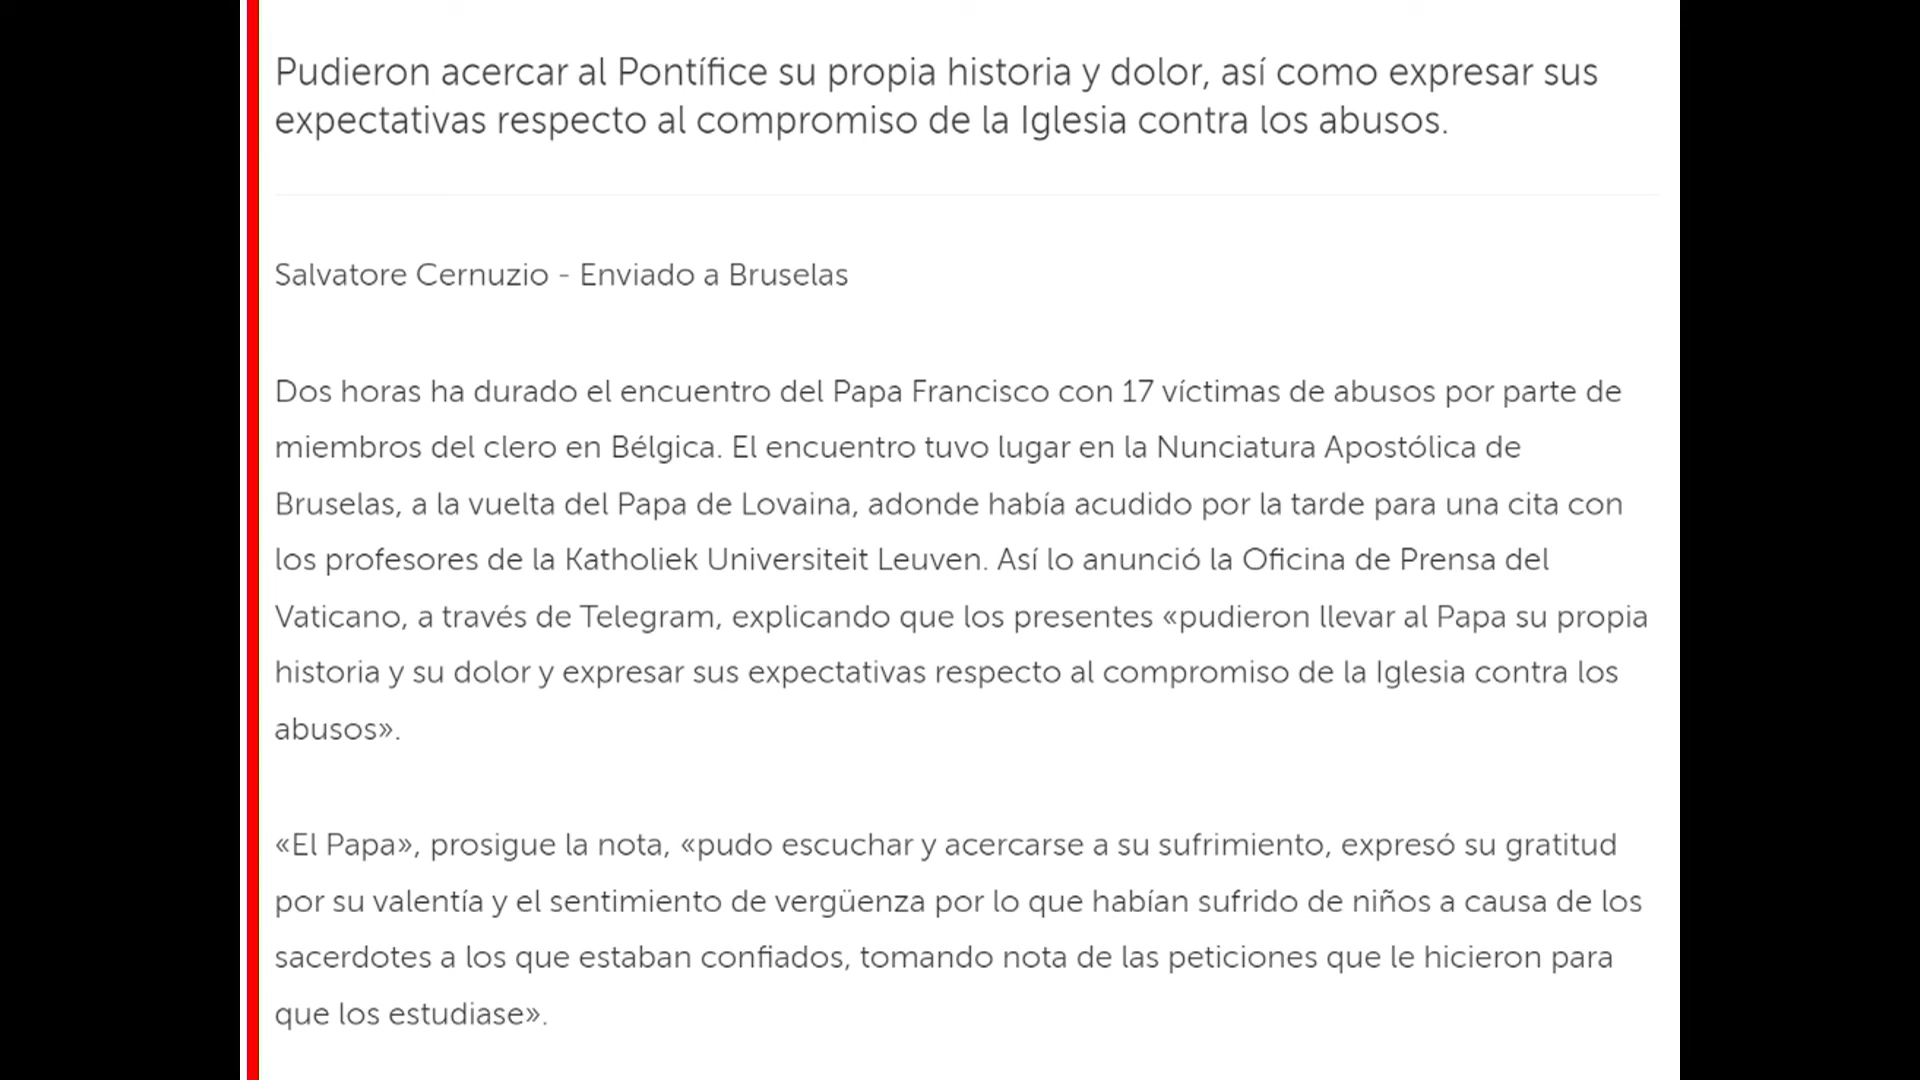 Pudieron acercar al Pontífice su propia historia y dolor, así como expresar sus
expectativas respecto al compromiso de la Iglesia contra los abusos.
Salvatore Cernuzio - Enviado a Bruselas
Dos horas ha durado el encuentro del Papa Francisco con 17 víctimas de abusos por parte de
miembros del clero en Bélgica. El encuentro tuvo lugar en la Nunciatura Apostólica de
Bruselas, a la vuelta del Papa de Lovaina, adonde había acudido por la tarde para una cita con
los profesores de la Katholiek Universiteit Leuven. Así lo anunció la Oficina de Prensa del
Vaticano, a través de Telegram, explicando que los presentes «pudieron llevar al Papa su propia
historia y su dolor y expresar sus expectativas respecto al compromiso de la Iglesia contra los
abusos».
«El Papa», prosigue la nota, «pudo escuchar y acercarse a su sufrimiento, expresó su gratitud
por su valentía y el sentimiento de vergüenza por lo que habían sufrido de niños a causa de los
sacerdotes a los que estaban confiados, tomando nota de las peticiones que le hicieron para
que los estudiase».